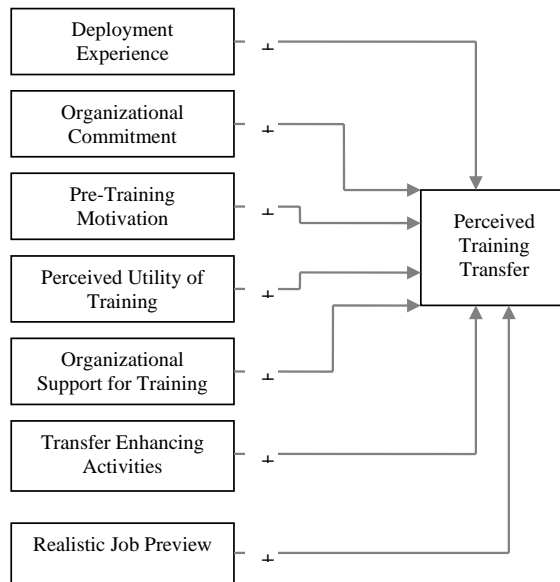 Deployment
Experience
+
Organizational
Commitment
+
Pre-Training
Motivation
+
Perceived Utility of
Training
+
Organizational
Support for Training
+
Transfer Enhancing
Activities
+
Realistic Job Preview
+
Perceived
Training
Transfer